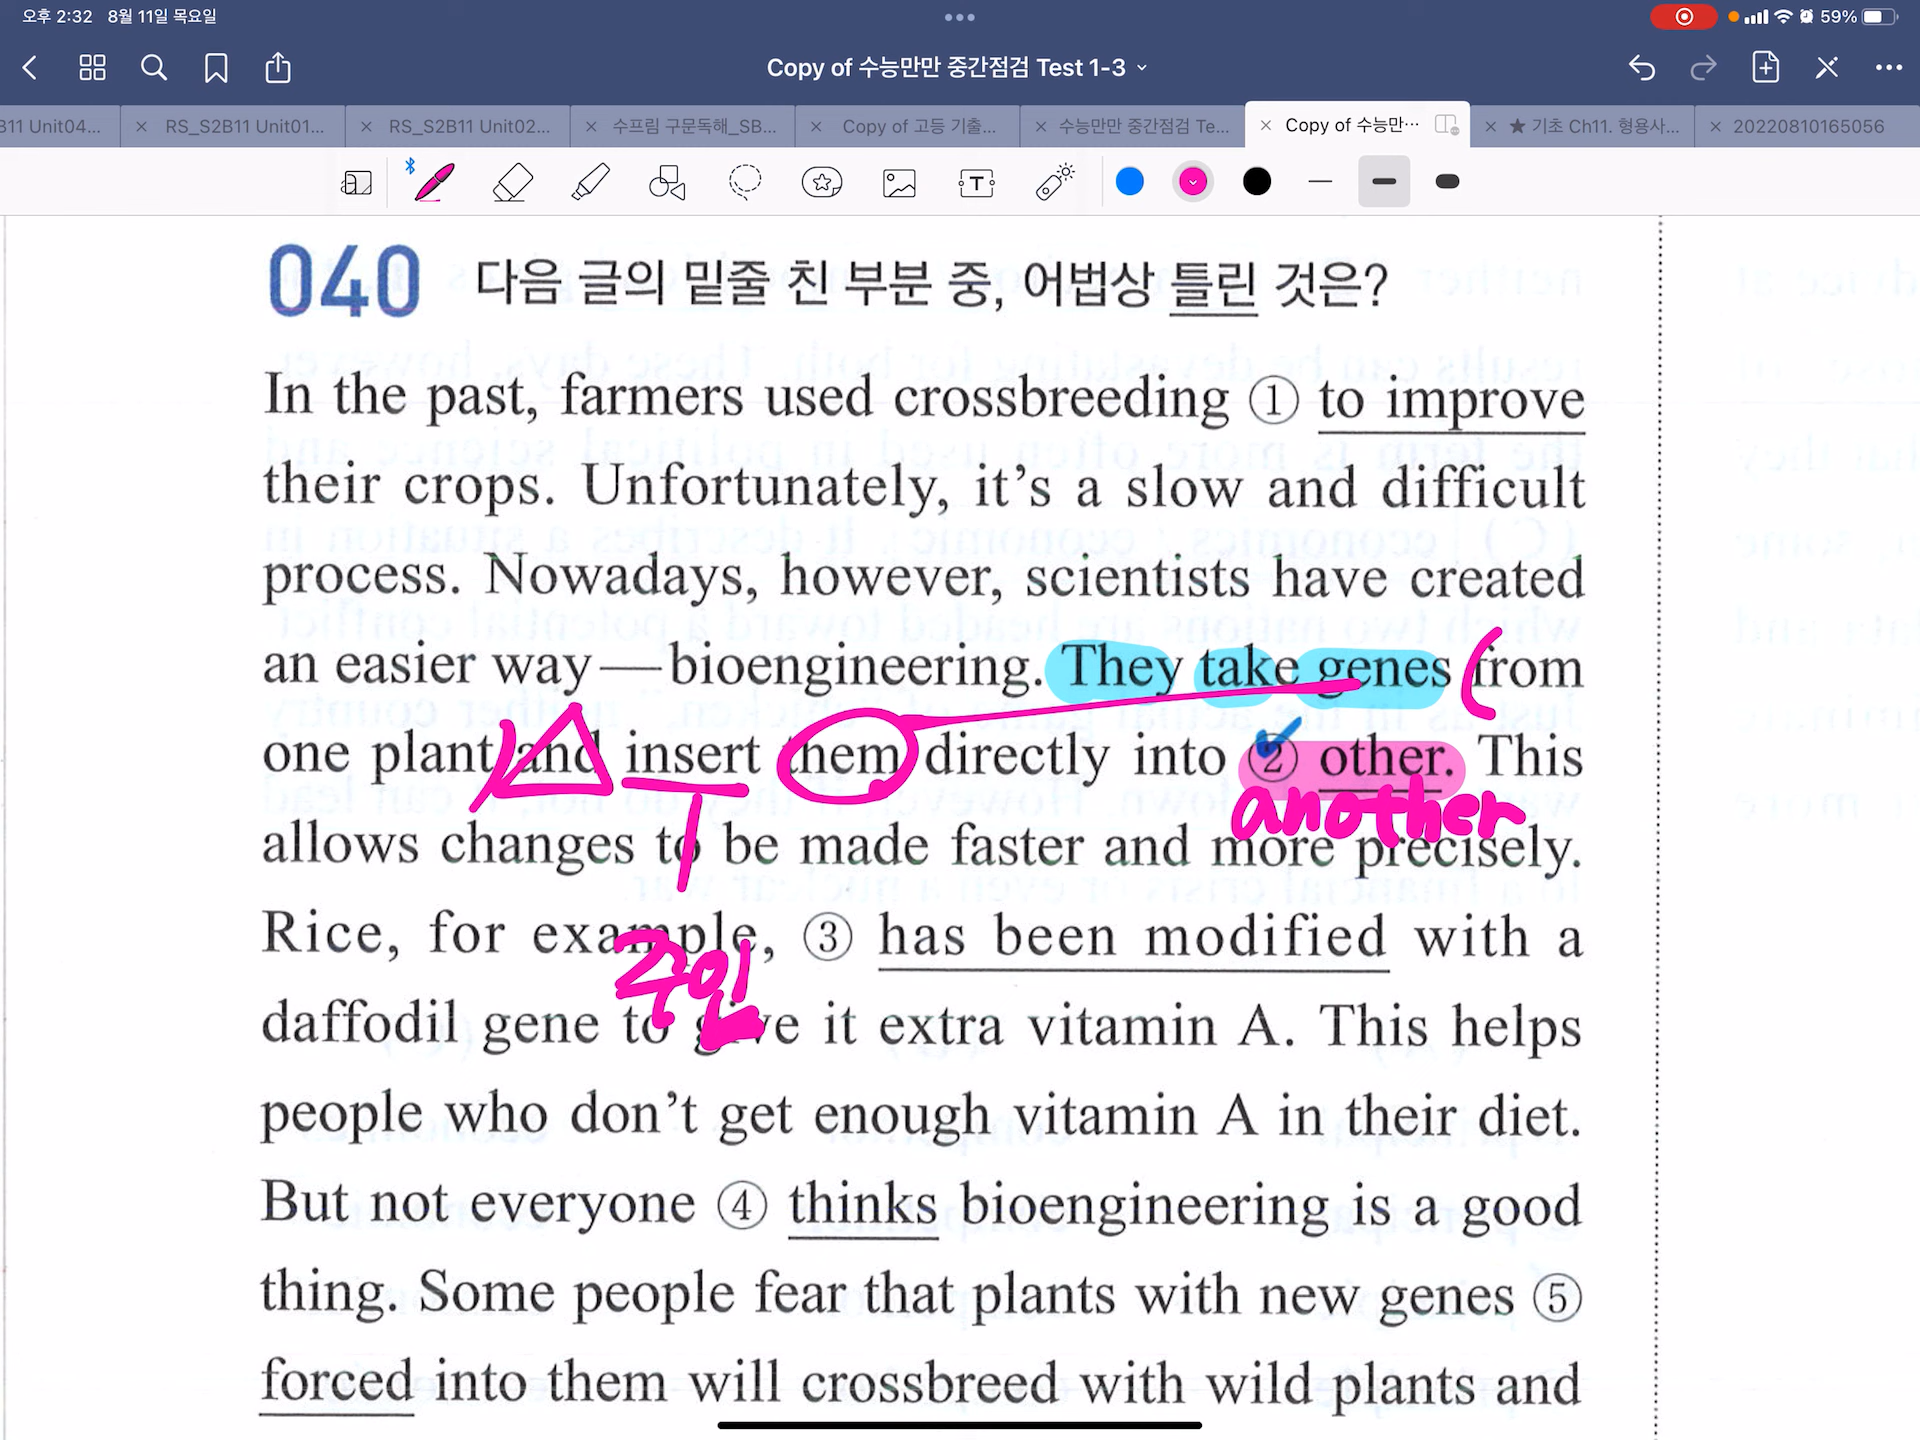 오후 2:32 8월 11일 목요일
59%
Copy of 수능만만 중간점검 Test 1-3
311 Unit04...
RS_S2B11 Unit01...
RS_S2B11 Unit02...
수프림 구문독해_SB...
Copy of 고등 기출...
수능만만 중간점검 Te...
Copy of 수능만...
★ 기초 Ch11. 형용사...
20220810165056
040 다음 글의 밑줄 친 부분 중, 어법상 틀린 것은?
In the past, farmers used crossbreeding ① to improve
their crops. Unfortunately, it's a slow and difficult
process. Nowadays, however, scientists have created
an easier way—bioengineering. They take genes (from
one plant and insert them directly into ② other. This
another
allows changes to be made faster and more precisely.
Rice, for example, ③ has been modified with a
주인
daffodil gene to give it extra vitamin A. This helps
people who don't get enough vitamin A in their diet.
But not everyone ④ thinks bioengineering is a good
thing. Some people fear that plants with new genes ⑤
forced into them will crossbreed with wild plants and